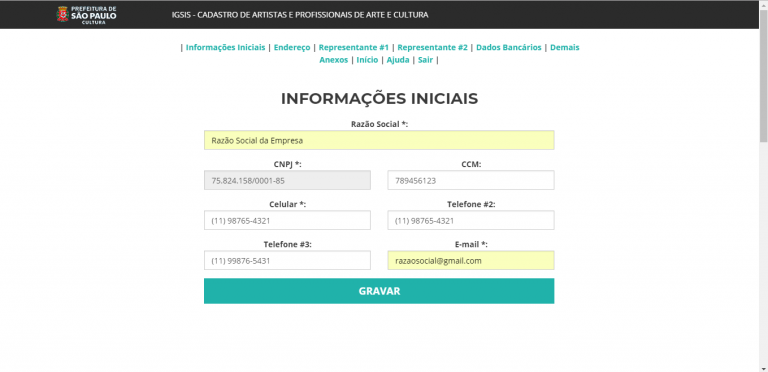 PREFEITURA DE
SÃO PAULO
CULTURA
IGSIS - CADASTRO DE ARTISTAS E PROFISSIONAIS DE ARTE E CULTURA
| Informações Iniciais | Endereço | Representante #1 | Representante #2 | Dados Bancários | Demais
Anexos | Início | Ajuda | Sair |
INFORMAÇÕES INICIAIS
Razão Social *:
Razão Social da Empresa
CNPJ *: CCM:
75.824.158/0001-85 789456123
Celular *: Telefone #2:
(11) 98765-4321 (11) 98765-4321
Telefone #3: E-mail *:
(11) 99876-5431 razaosocial@gmail.com
GRAVAR